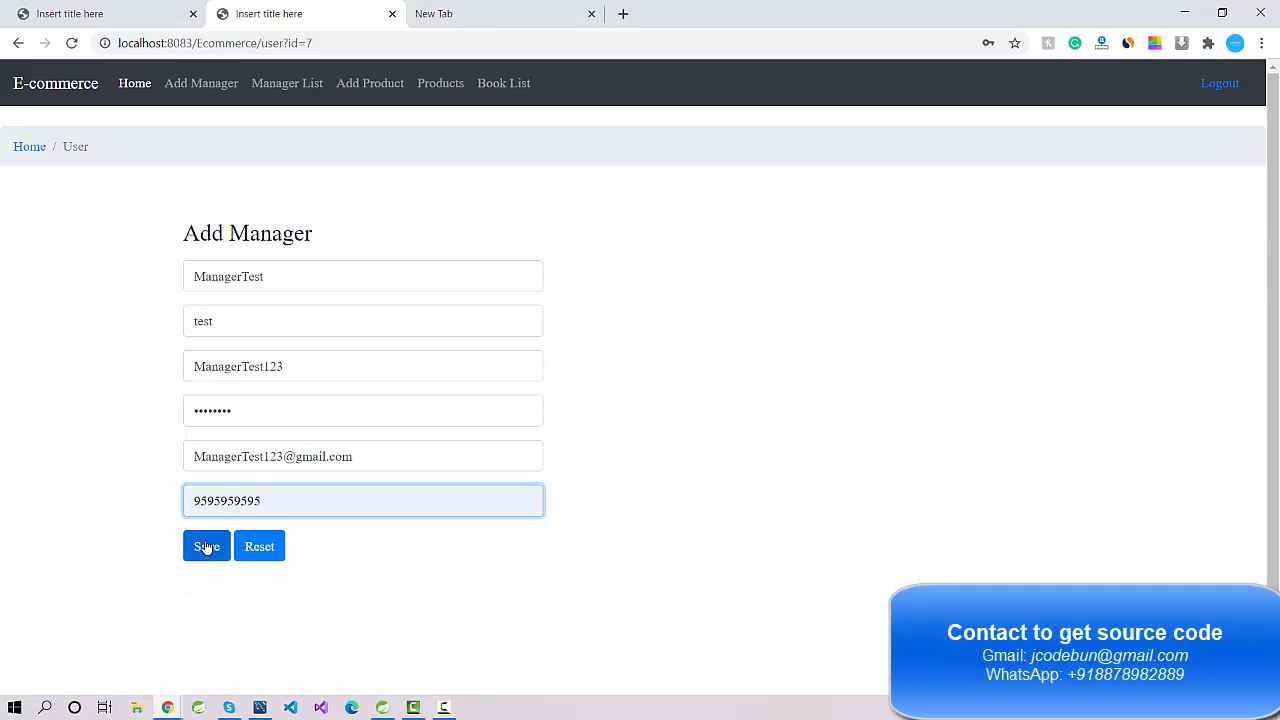 Insert title here
Insert title here
New Tab
localhost:8083/Ecommerce/user?id=7
E-commerce Home Add Manager Manager List Add Product Products Book List Logout
Home / User
Add Manager
ManagerTest
test
ManagerTest123
••••••••
ManagerTest123@gmail.com
9595959595
Save Reset
Contact to get source code
Gmail: jcodebun@gmail.com
WhatsApp: +918878982889